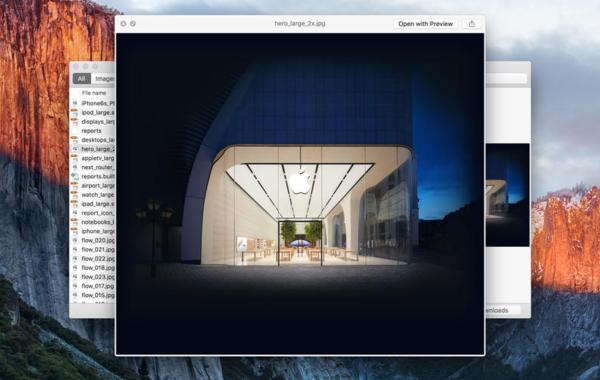 hero_large_2x.jpg
Open with Preview
All
Images
File name
iPhone6s_Pl
ipod_large.s
displays_larg
reports
desktops_la
hero_large_2
appletv_larg
next_router_
reports.built
airport_large
watch_large
ipad_large.s
report_icon_
notebooks_l
iphone_large
flow_020.jpg
flow_021.jpg
flow_022.jpg
flow_018.jpg
flow_023.jpg
flow_017.jpg
flow_015.jpg
wnloads